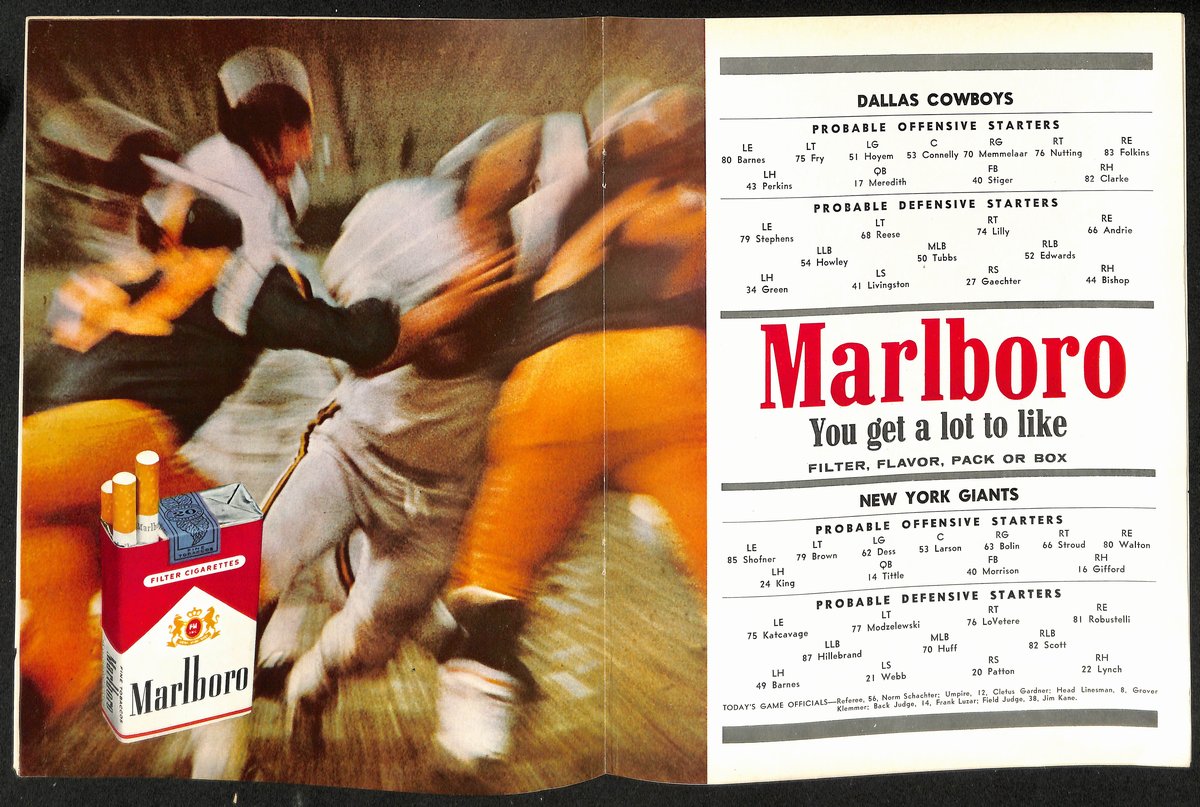 20
FINE
TOBACCOS
Marlboro
FILTER CIGARETTES
Marlboro
Marlboro
FINE TOBACCOS
DALLAS COWBOYS
PROBABLE OFFENSIVE STARTERS
LE LT LG C RG RT RE
80 Barnes 75 Fry 51 Hoyem 53 Connelly 70 Memmelaar 76 Nutting 83 Folkins
LH QB FB RH
43 Perkins 17 Meredith 40 Stiger 82 Clarke
PROBABLE DEFENSIVE STARTERS
LE LT RT RE
79 Stephens 68 Reese 74 Lilly 66 Andrie
LLB MLB RLB
54 Howley 50 Tubbs 52 Edwards
LH LS RS RH
34 Green 41 Livingston 27 Gaechter 44 Bishop
Marlboro
You get a lot to like
FILTER, FLAVOR, PACK OR BOX
NEW YORK GIANTS
PROBABLE OFFENSIVE STARTERS
LE LT LG C RG RT RE
85 Shofner 79 Brown 62 Dess 53 Larson 63 Bolin 66 Stroud 80 Walton
LH QB FB RH
24 King 14 Tittle 40 Morrison 16 Gifford
PROBABLE DEFENSIVE STARTERS
LE LT RT RE
75 Katcavage 77 Modzelewski 76 LoVetere 81 Robustelli
LLB MLB RLB
87 Hillebrand 70 Huff 82 Scott
LH LS RS RH
49 Barnes 21 Webb 20 Patton 22 Lynch
TODAY'S GAME OFFICIALS—Referee, 56, Norm Schachter; Umpire, 12, Cletus Gardner; Head Linesman, 8, Grover
Klemmer; Back Judge, 14, Frank Luzar; Field Judge, 38, Jim Kane.